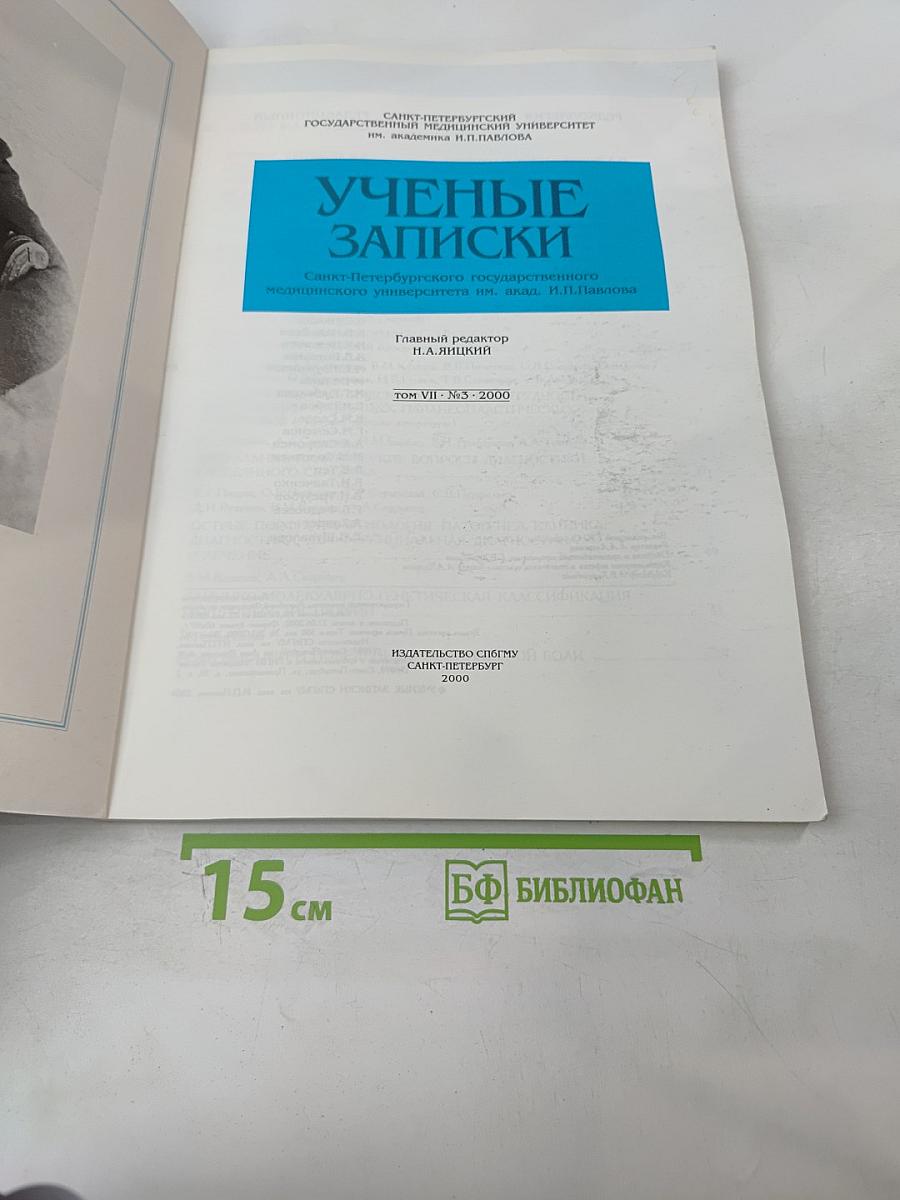 САНКТ-ПЕТЕРБУРГСКИЙ
ГОСУДАРСТВЕННЫЙ МЕДИЦИНСКИЙ УНИВЕРСИТЕТ
им. академика И.П.ПАВЛОВА
УЧЕНЫЕ
ЗАПИСКИ
Санкт-Петербургского государственного
медицинского университета им. акад. И.П.Павлова
Главный редактор
Н.А.ЯИЦКИЙ
том VII · №3 · 2000
ИЗДАТЕЛЬСТВО СПбГМУ
САНКТ-ПЕТЕРБУРГ
2000
15 см
БФ БИБЛИОФАН